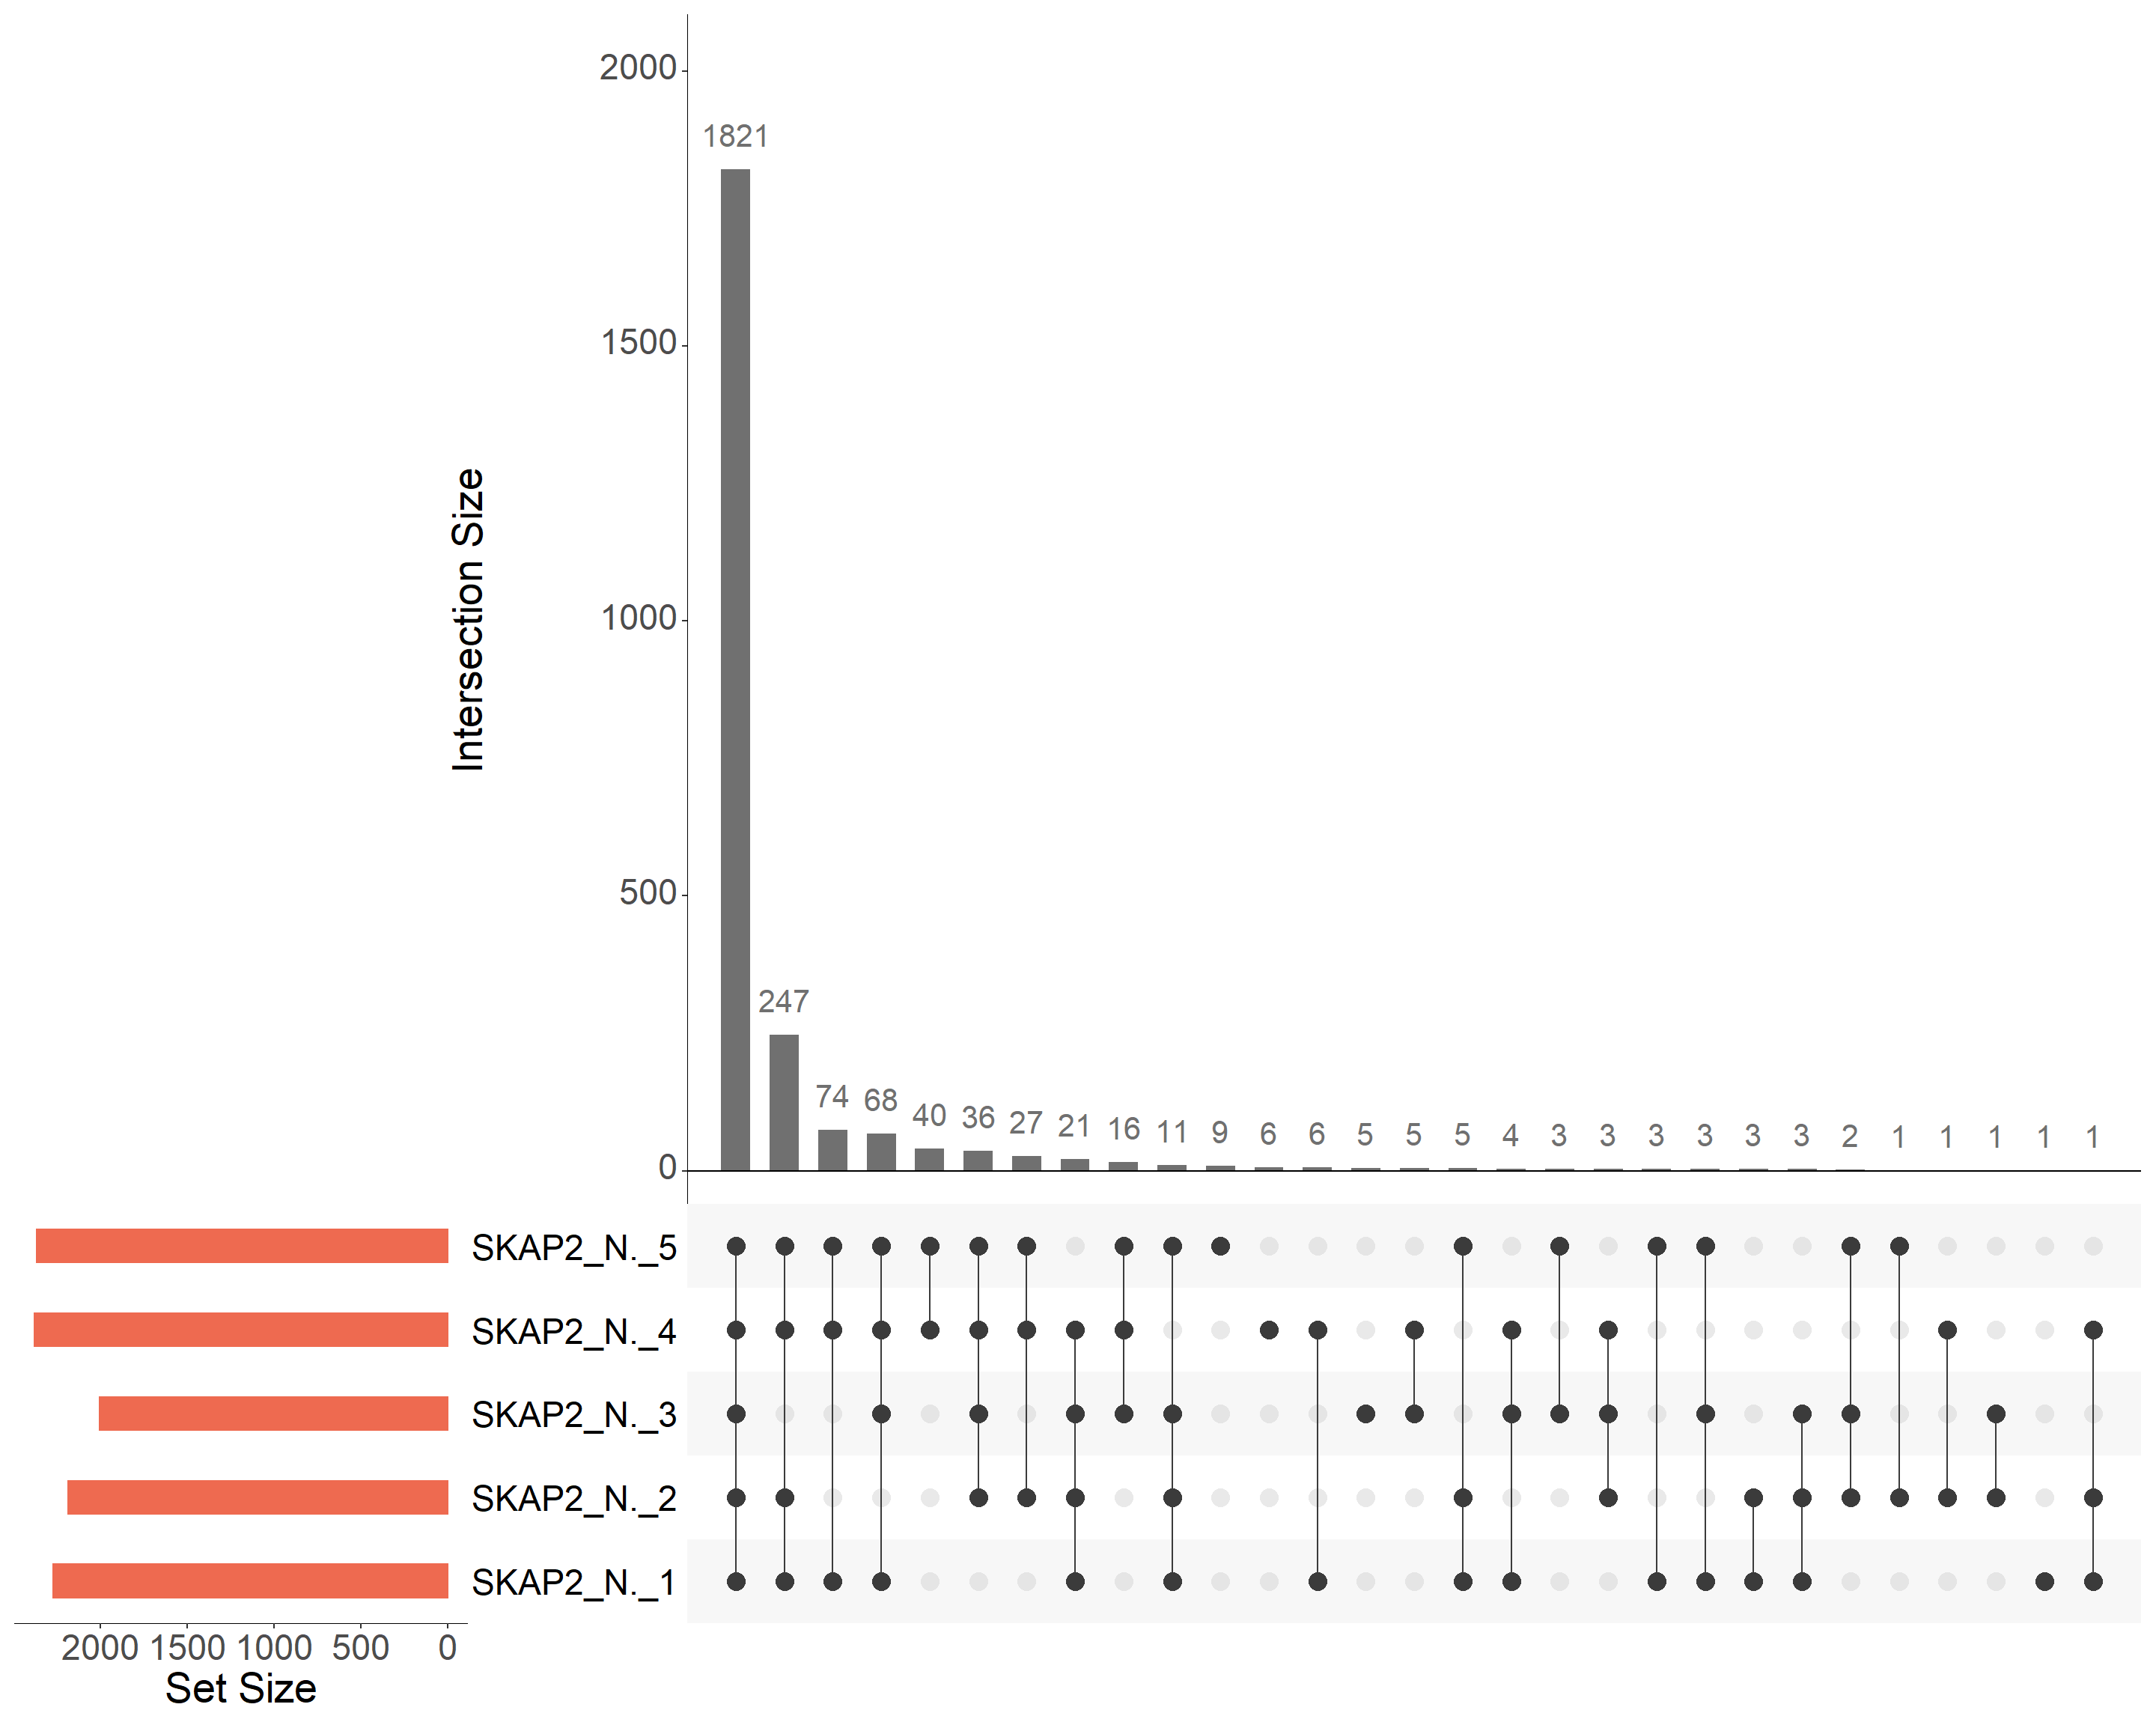 2000
1500
1000
500
0
Intersection Size
1821
247
74 68 40 36 27 21 16 11 9 6 6 5 5 5 4 3 3 3 3 3 3 2 1 1 1 1 1
SKAP2_N._5
SKAP2_N._4
SKAP2_N._3
SKAP2_N._2
SKAP2_N._1
2000 1500 1000 500 0
Set Size